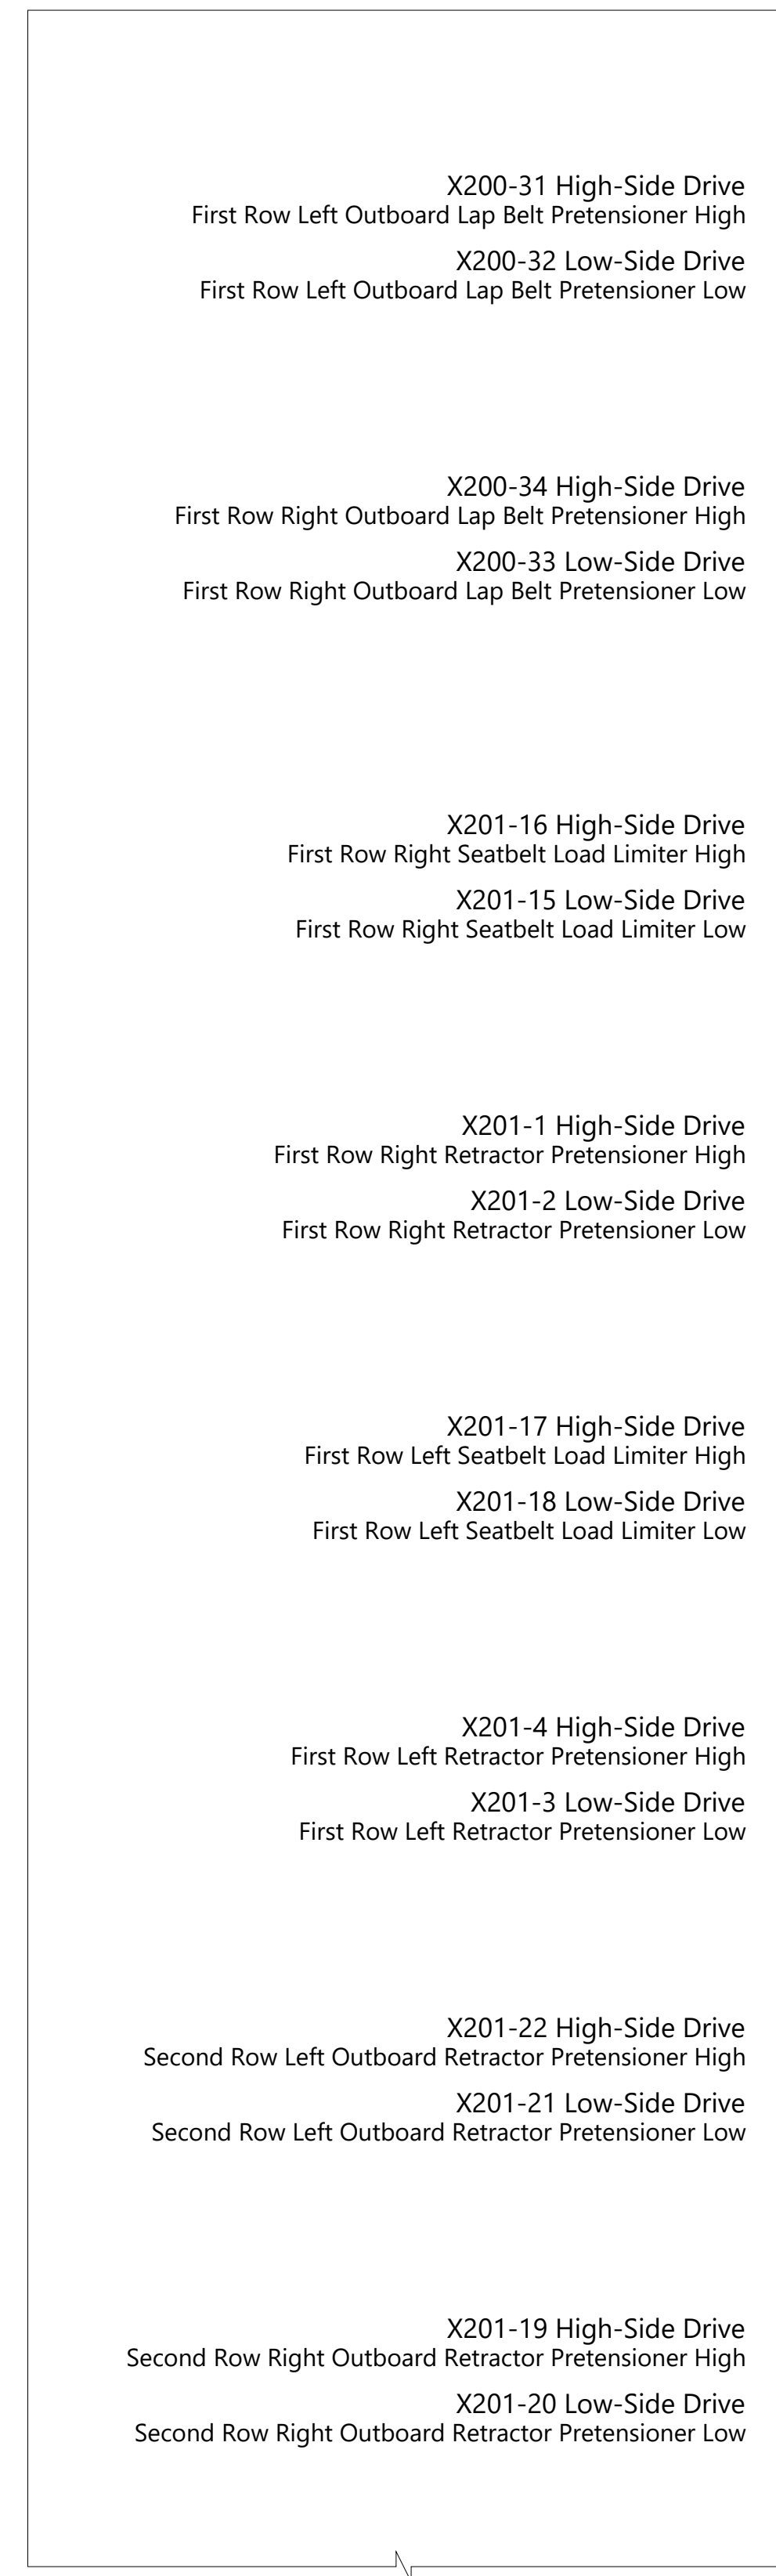 X200-31 High-Side Drive
First Row Left Outboard Lap Belt Pretensioner High
X200-32 Low-Side Drive
First Row Left Outboard Lap Belt Pretensioner Low
X200-34 High-Side Drive
First Row Right Outboard Lap Belt Pretensioner High
X200-33 Low-Side Drive
First Row Right Outboard Lap Belt Pretensioner Low
X201-16 High-Side Drive
First Row Right Seatbelt Load Limiter High
X201-15 Low-Side Drive
First Row Right Seatbelt Load Limiter Low
X201-1 High-Side Drive
First Row Right Retractor Pretensioner High
X201-2 Low-Side Drive
First Row Right Retractor Pretensioner Low
X201-17 High-Side Drive
First Row Left Seatbelt Load Limiter High
X201-18 Low-Side Drive
First Row Left Seatbelt Load Limiter Low
X201-4 High-Side Drive
First Row Left Retractor Pretensioner High
X201-3 Low-Side Drive
First Row Left Retractor Pretensioner Low
X201-22 High-Side Drive
Second Row Left Outboard Retractor Pretensioner High
X201-21 Low-Side Drive
Second Row Left Outboard Retractor Pretensioner Low
X201-19 High-Side Drive
Second Row Right Outboard Retractor Pretensioner High
X201-20 Low-Side Drive
Second Row Right Outboard Retractor Pretensioner Low